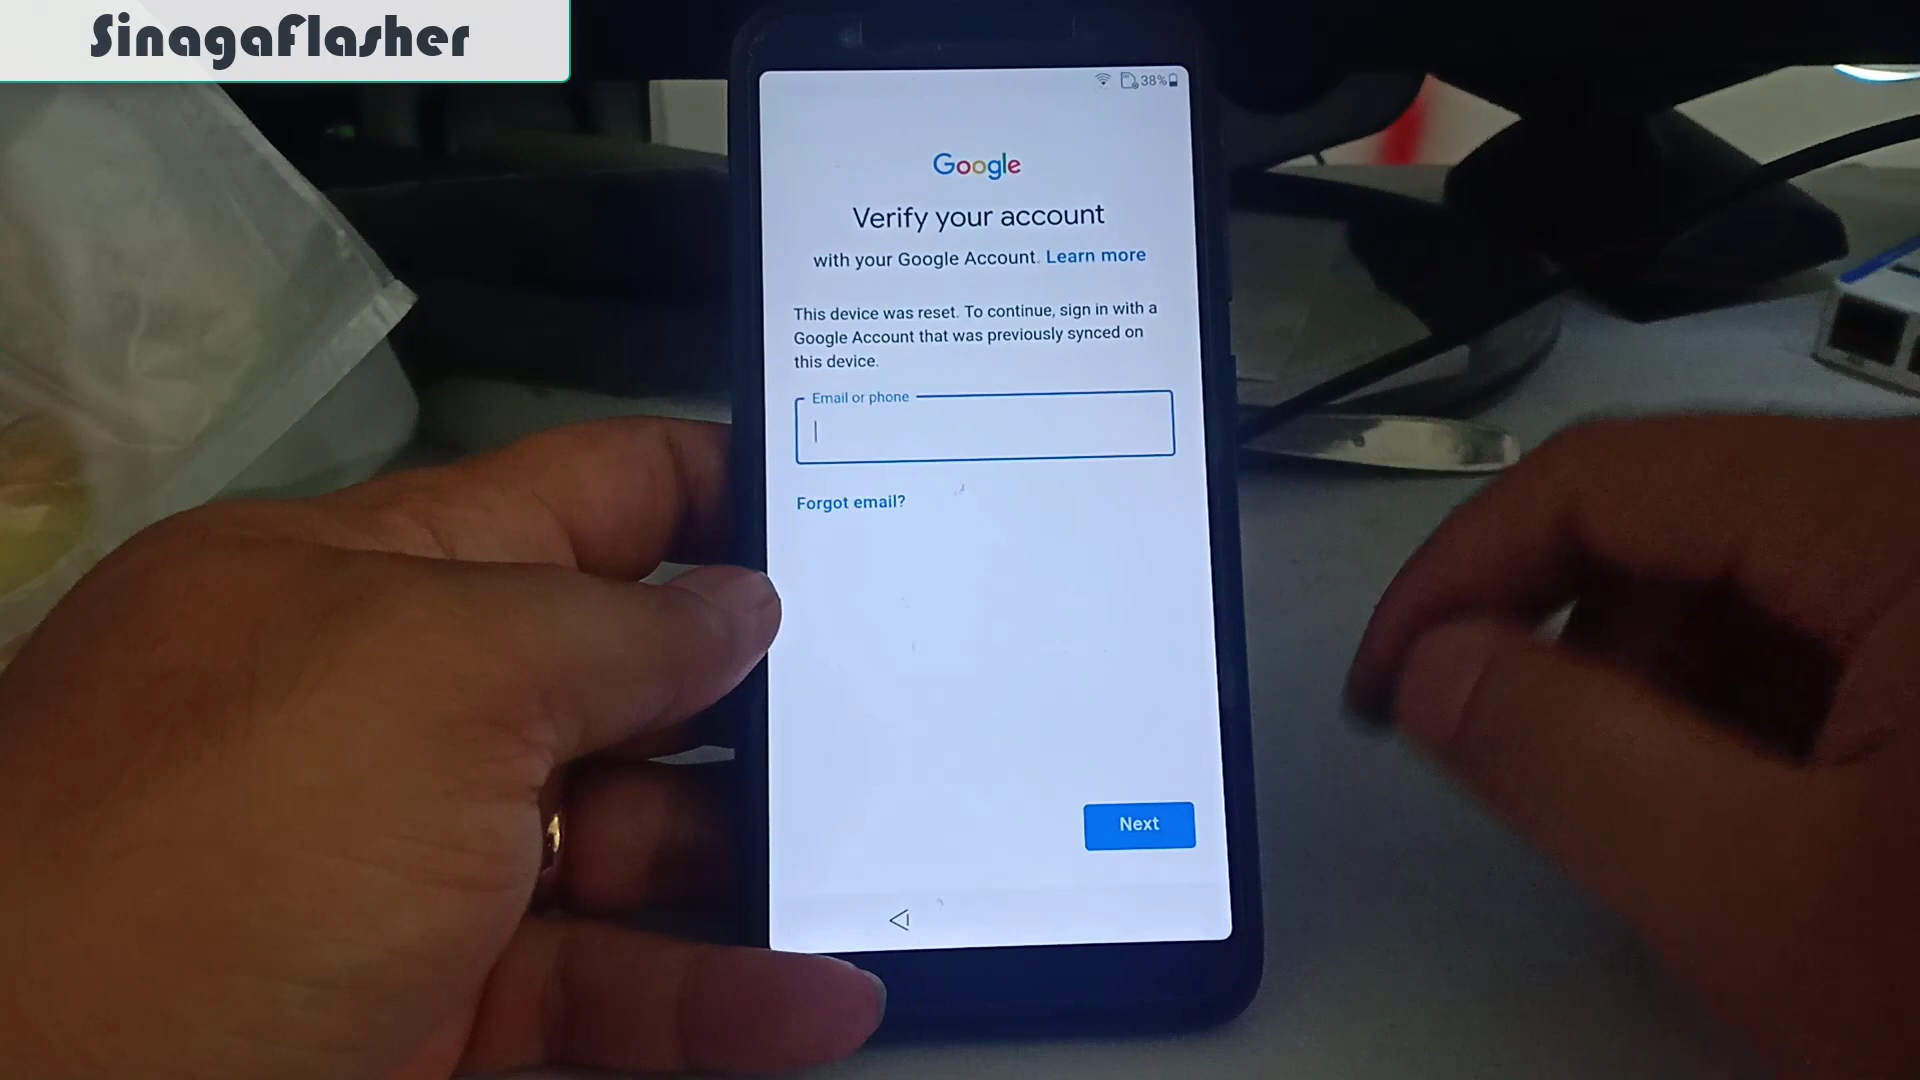 SinagaFlasher
38%
Google
Verify your account
with your Google Account. Learn more
This device was reset. To continue, sign in with a
Google Account that was previously synced on
this device.
Email or phone
Forgot email?
Next